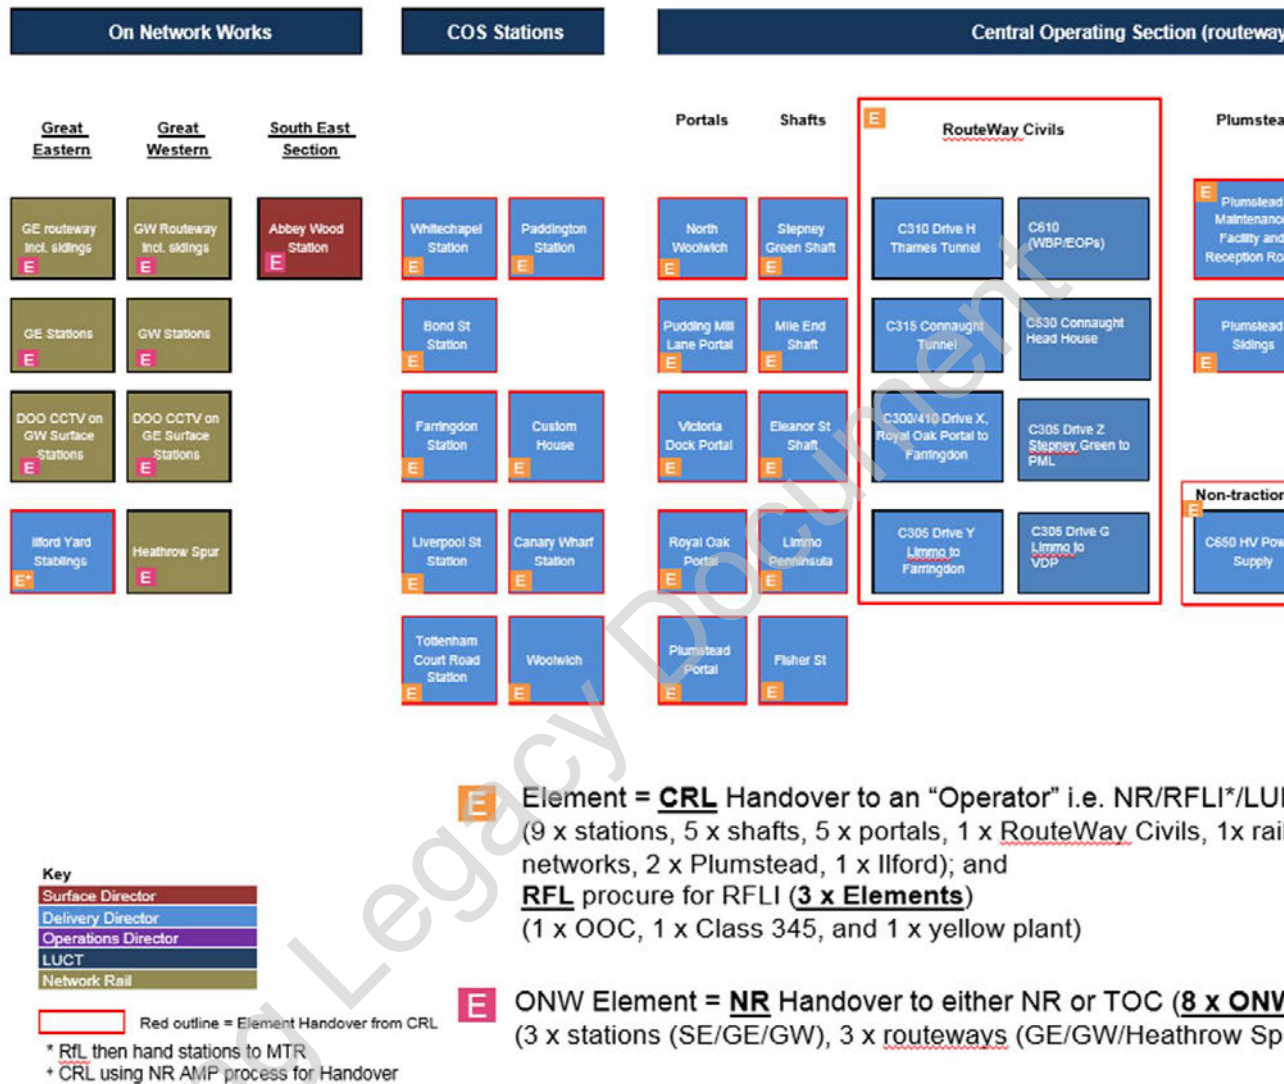 On Network Works
COS Stations
Central Operating Section (routeway
Great
Eastern
Great
Western
South East
Section
Portals
Shafts
E
RouteWay Civils
Plumstea
GE routeway
Incl. sidings
E
GW Routeway
Incl. sidings
E
Abbey Wood
Station
E
Whitechapel
Station
E
Paddington
Station
E
North
Woolwich
E
Stepney
Green Shaft
E
C310 Drive H
Thames Tunnel
C610
(WBP/EOPs)
E
Plumstead
Maintenance
Facility and
Reception Roa
GE Stations
E
GW Stations
E
Bond St
Station
E
Pudding Mill
Lane Portal
E
Mile End
Shaft
E
C315 Connaught
Tunnel
C530 Connaught
Head House
Plumstead
Sidings
E
DOO CCTV on
GW Surface
Stations
E
DOO CCTV on
GE Surface
Stations
E
Farringdon
Station
E
Custom
House
E
Victoria
Dock Portal
E
Eleanor St
Shaft
E
C300/410 Drive X,
Royal Oak Portal to
Farringdon
C305 Drive Z
Stepney Green to
PML
Non-traction
E
Ilford Yard
Stablings
E+
Heathrow Spur
E
Liverpool St
Station
E
Canary Wharf
Station
E
Royal Oak
Portal
E
Limmo
Penninsula
E
C305 Drive Y
Limmo to
Farringdon
C305 Drive G
Limmo to
VDP
C650 HV Pow
Supply
Tottenham
Court Road
Station
E
Woolwich
E
Plumstead
Portal
E
Fisher St
E
E Element = CRL Handover to an “Operator” i.e. NR/RFLI*/LUL
(9 x stations, 5 x shafts, 5 x portals, 1 x RouteWay Civils, 1x rail
networks, 2 x Plumstead, 1 x Ilford); and
RFL procure for RFLI (3 x Elements)
(1 x OOC, 1 x Class 345, and 1 x yellow plant)
Key
Surface Director
Delivery Director
Operations Director
LUCT
Network Rail
E ONW Element = NR Handover to either NR or TOC (8 x ONW
(3 x stations (SE/GE/GW), 3 x routeways (GE/GW/Heathrow Sp
Red outline = Element Handover from CRL
* RfL then hand stations to MTR
+ CRL using NR AMP process for Handover
ng Legacy Document